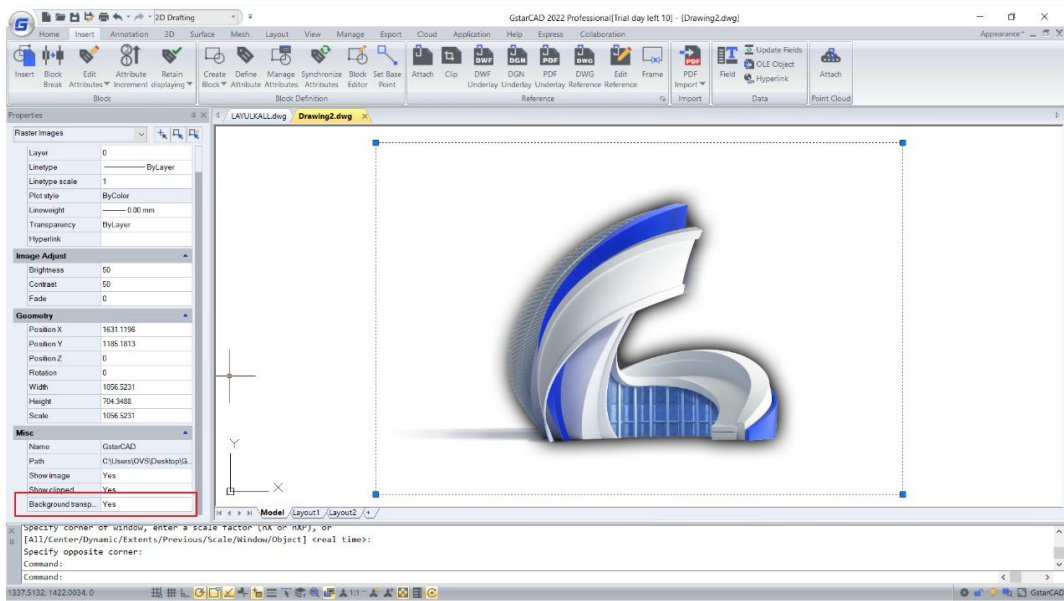 2D Drafting
GstarCAD 2022 Professional[Trial day left 10] - [Drawing2.dwg]
Home Insert Annotation 3D Surface Mesh Layout View Manage Export Cloud Application Help Express Collaboration Appearance
Insert Block Break Edit Attributes Attribute Increment Retain displaying
Create Block Define Attribute Manage Attributes Synchronize Attributes Block Editor Set Base Point
Attach Clip DWF Underlay DGN Underlay PDF Underlay DWG Reference Edit Reference Frame
PDF Import Field Update Fields OLE Object Hyperlink Attach
Block Block Definition Reference Import Data Point Cloud
Properties
LAYULKALL.dwg Drawing2.dwg
Raster Images
Layer 0
Linetype ByLayer
Linetype scale 1
Plot style ByColor
Lineweight 0.00 mm
Transparency ByLayer
Hyperlink
Image Adjust
Brightness 50
Contrast 50
Fade 0
Geometry
Position X 1631.1196
Position Y 1185.1813
Position Z 0
Rotation 0
Width 1056.5231
Height 704.3488
Scale 1056.5231
Misc
Name GstarCAD
Path C:\Users\OVS\Desktop\G...
Show image Yes
Show clipped Yes
Background transp... Yes
Y
X
Model Layout1 Layout2 +
Specify corner of window, enter a scale factor (nX or nXP), or
[All/Center/Dynamic/Extents/Previous/Scale/Window/Object] <real time>:
Specify opposite corner:
Command:
Command:
1337.5132, 1422.0034, 0 1:1 GstarCAD